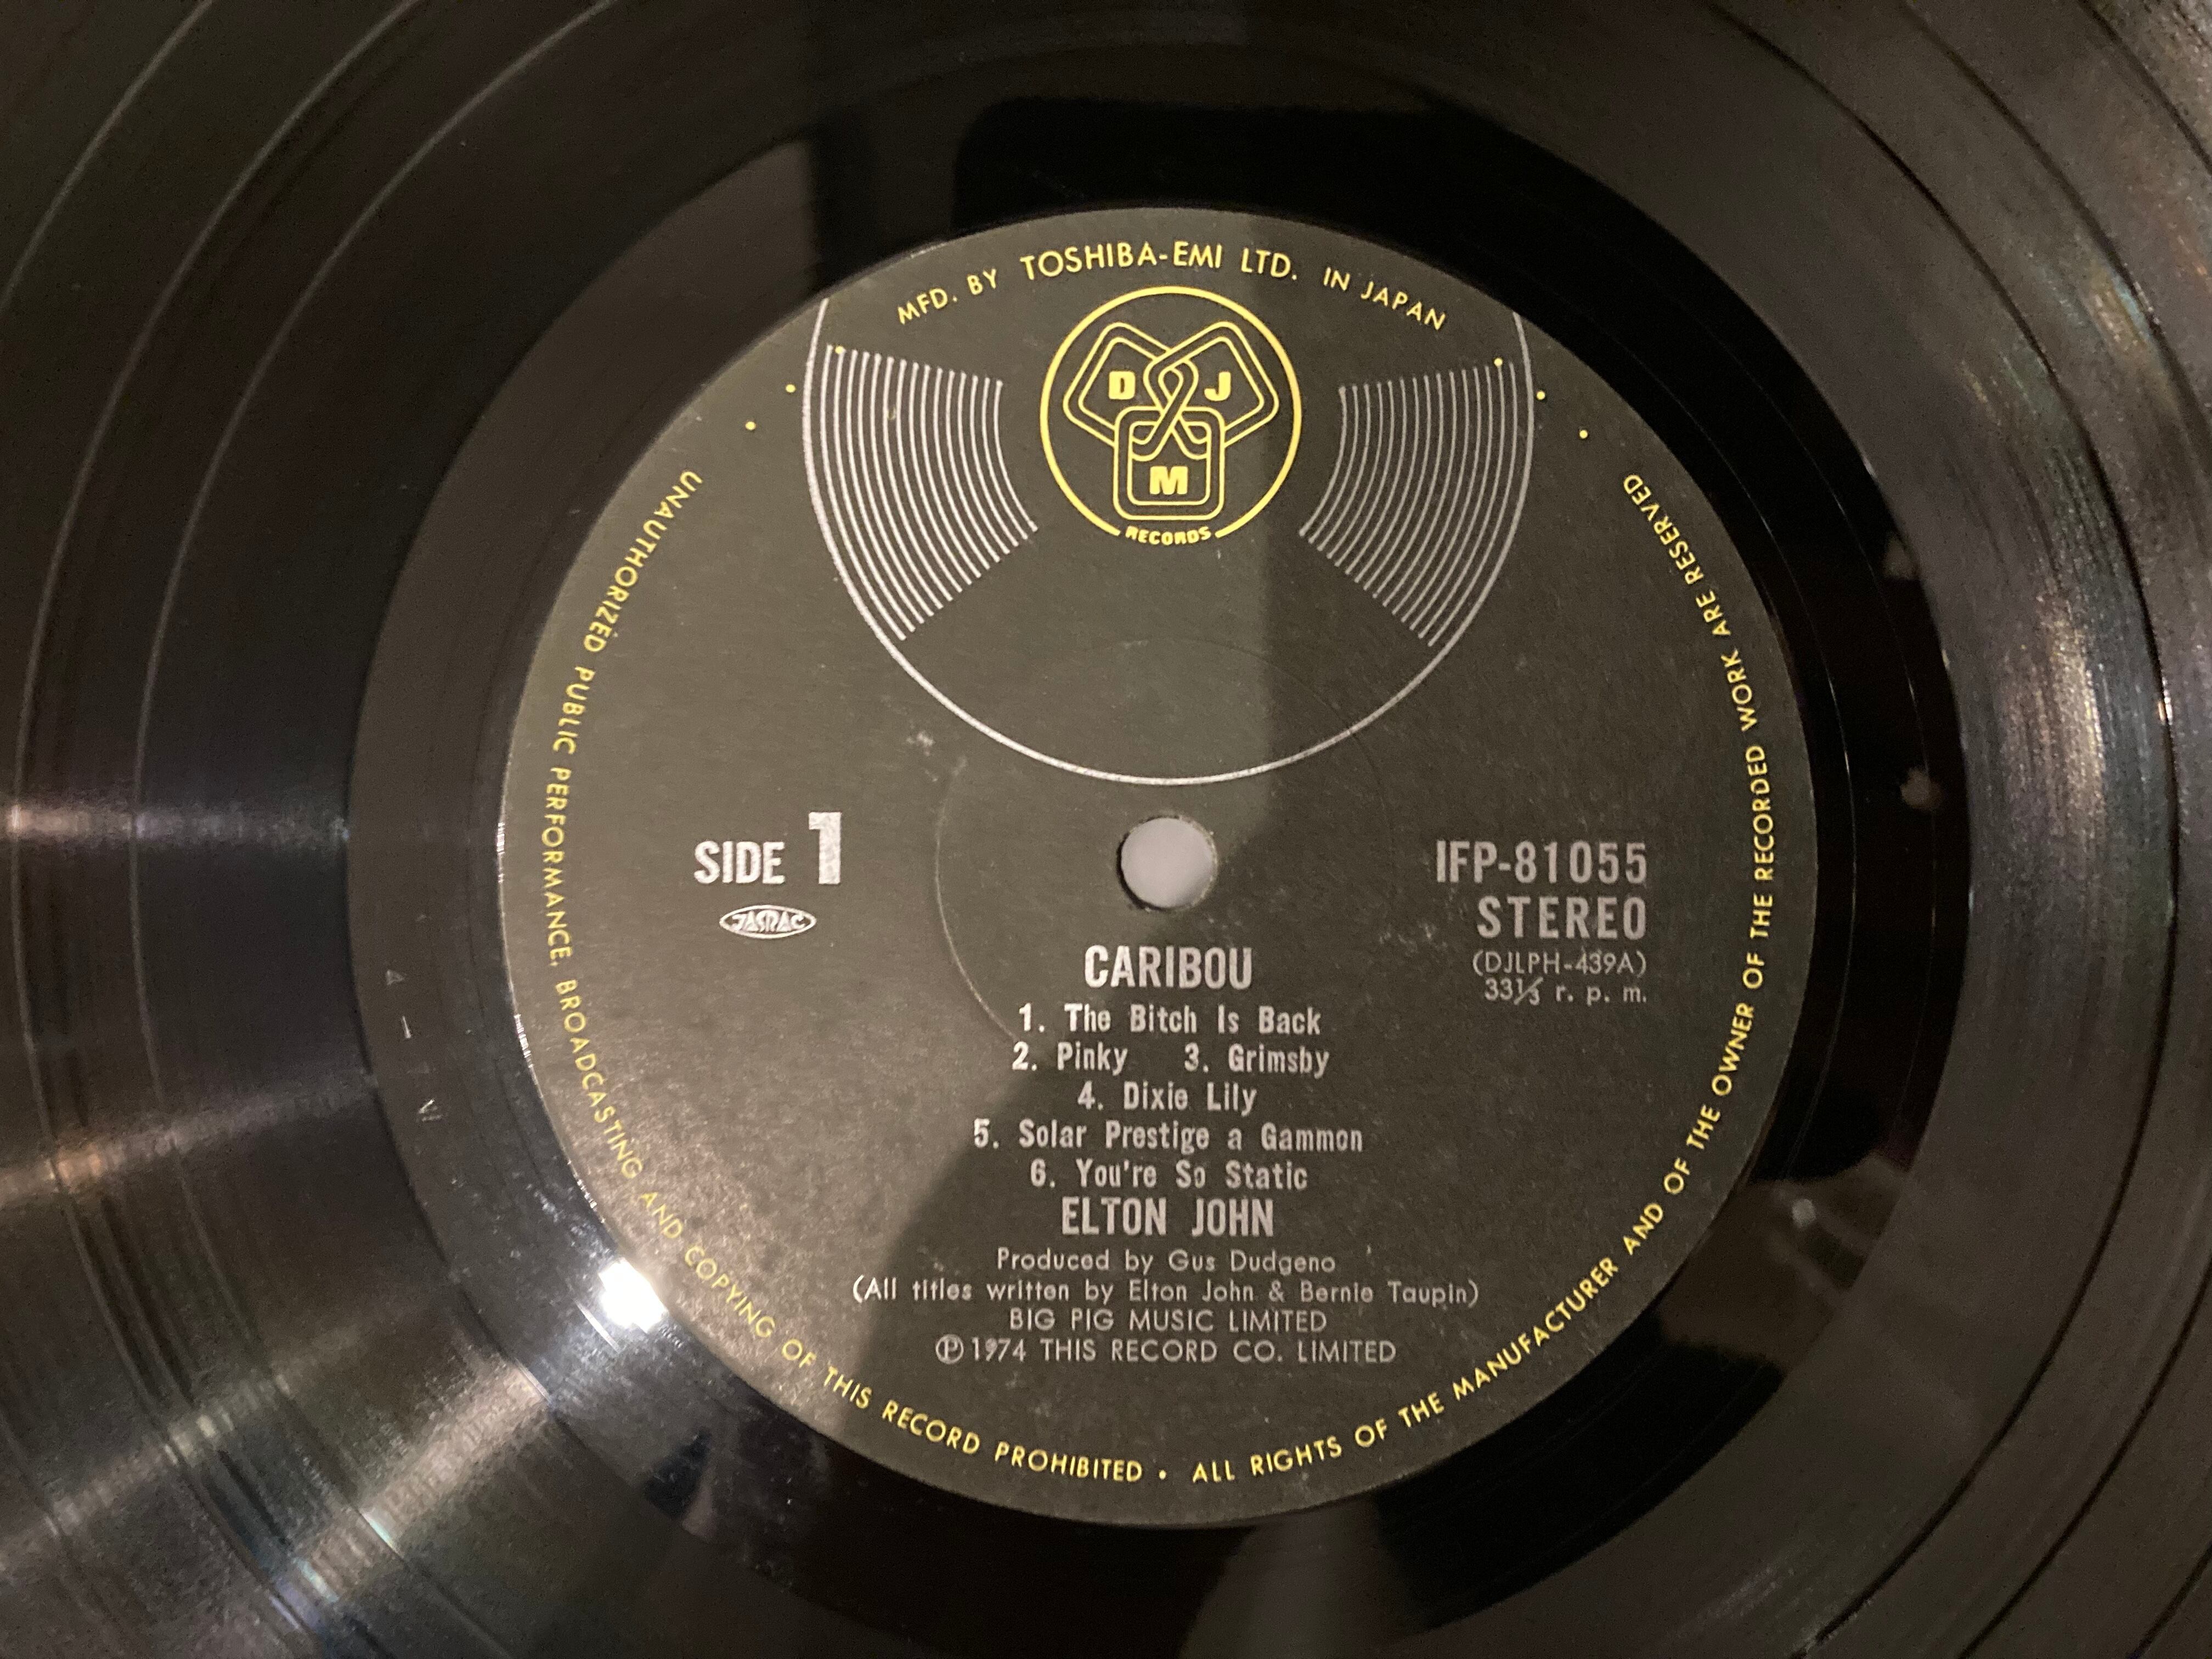 MFD. BY TOSHIBA-EMI LTD. IN JAPAN
D J
M
RECORDS
SIDE 1
JASRAC
IFP-81055
STEREO
(DJLPH-439A)
33⅓ r. p. m.
CARIBOU
1. The Bitch Is Back
2. Pinky 3. Grimsby
4. Dixie Lily
5. Solar Prestige a Gammon
6. You're So Static
ELTON JOHN
Produced by Gus Dudgeno
(All titles written by Elton John & Bernie Taupin)
BIG PIG MUSIC LIMITED
Ⓟ1974 THIS RECORD CO. LIMITED
UNAUTHORIZED PUBLIC PERFORMANCE, BROADCASTING AND COPYING OF THIS RECORD PROHIBITED • ALL RIGHTS OF THE MANUFACTURER AND OF THE OWNER OF THE RECORDED WORK ARE RESERVED